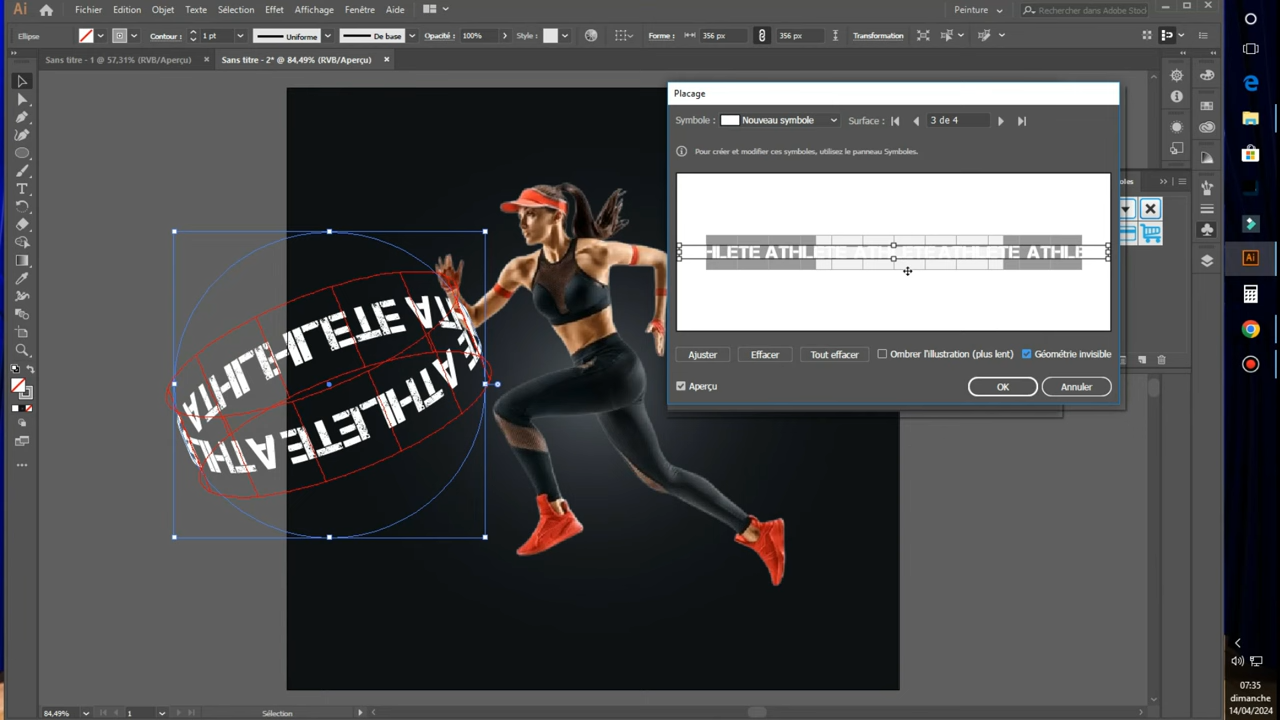 Ai Fichier Edition Objet Texte Sélection Effet Affichage Fenêtre Aide Peinture Rechercher dans Adobe Stock
Ellipse Contour : 1 pt Uniforme De base Opacité : 100% Style : Forme : 356 px 356 px Transformation
Sans titre - 1 @ 57,31% (RVB/Aperçu) × Sans titre - 2* @ 84,49% (RVB/Aperçu) ×
Placage
Symbole : Nouveau symbole Surface : 3 de 4
Pour créer et modifier ces symboles, utilisez le panneau Symboles.
HLETE ATHLETE ATHLETEATHLETE ATHLE
Ajuster Effacer Tout effacer Ombrer l'illustration (plus lent) Géométrie invisible
Aperçu OK Annuler
ATHLETE
ATHLETE
84,49% 1 Sélection
Ai
07:35
dimanche
14/04/2024